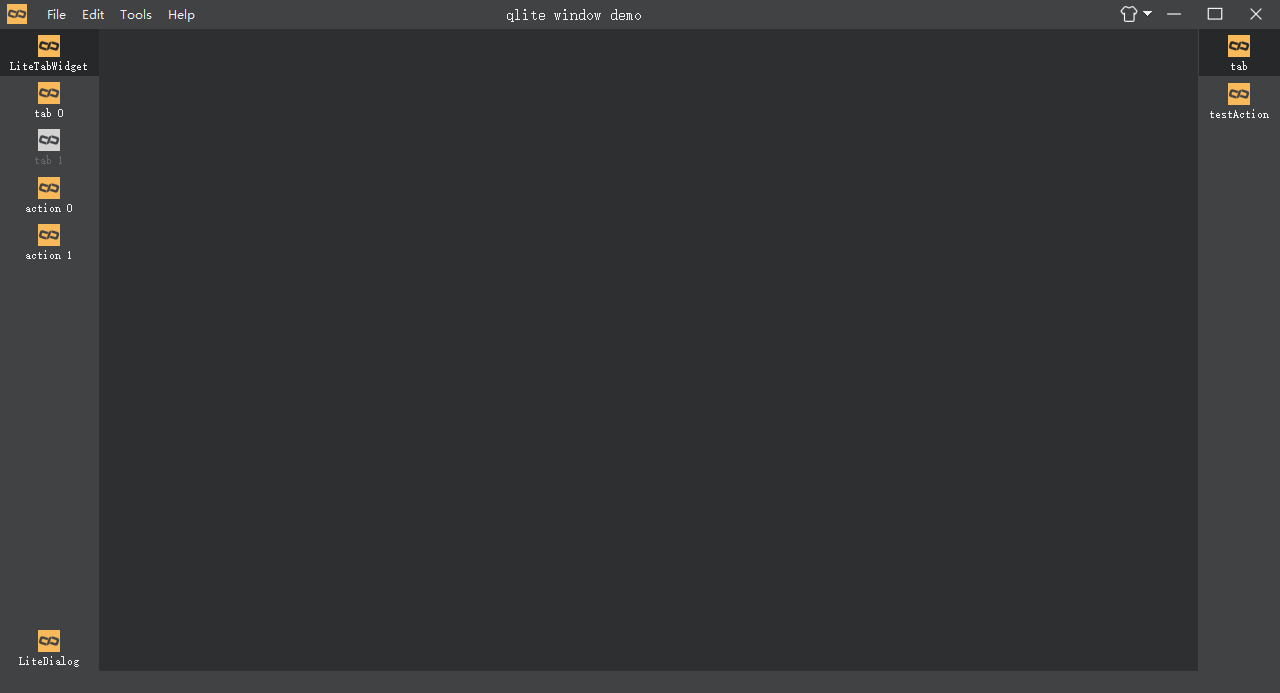 File Edit Tools Help qlite window demo
LiteTabWidget
tab 0
tab 1
action 0
action 1
LiteDialog
tab
testAction